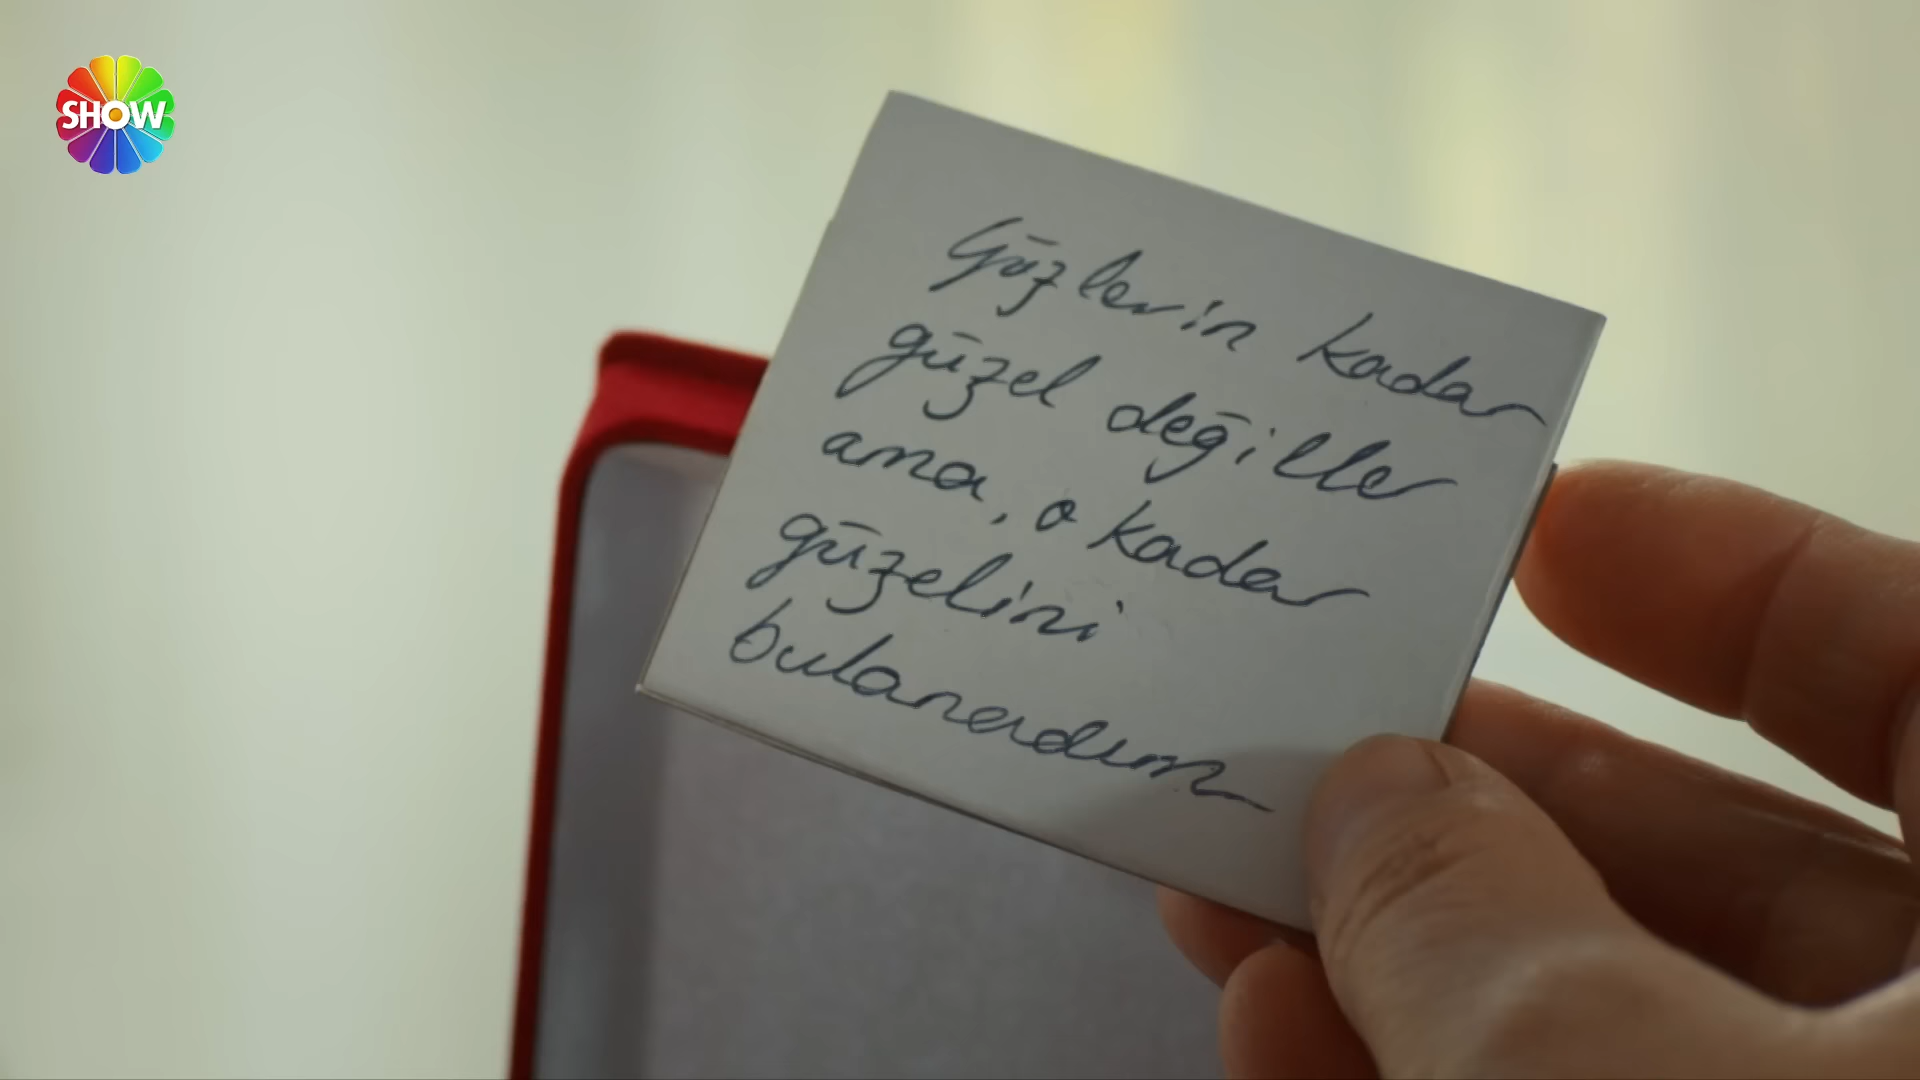 SHOW
Gözlerin kadar
güzel değiller
ama, o kadar
güzelini
bulamadım